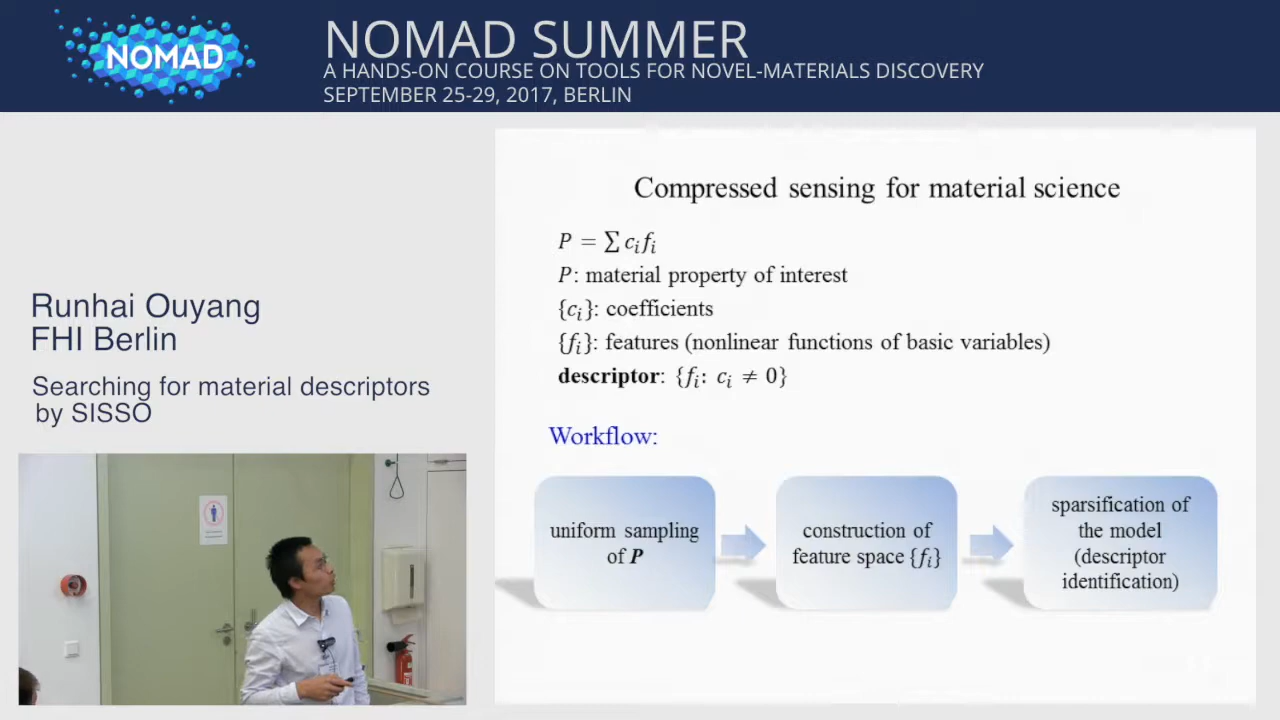 NOMAD
NOMAD SUMMER
A HANDS-ON COURSE ON TOOLS FOR NOVEL-MATERIALS DISCOVERY
SEPTEMBER 25-29, 2017, BERLIN
Runhai Ouyang
FHI Berlin
Searching for material descriptors
by SISSO
Compressed sensing for material science
P = ∑ cᵢfᵢ
P: material property of interest
{cᵢ}: coefficients
{fᵢ}: features (nonlinear functions of basic variables)
descriptor: {fᵢ: cᵢ ≠ 0}
Workflow:
uniform sampling
of P
construction of
feature space {fᵢ}
sparsification of
the model
(descriptor
identification)